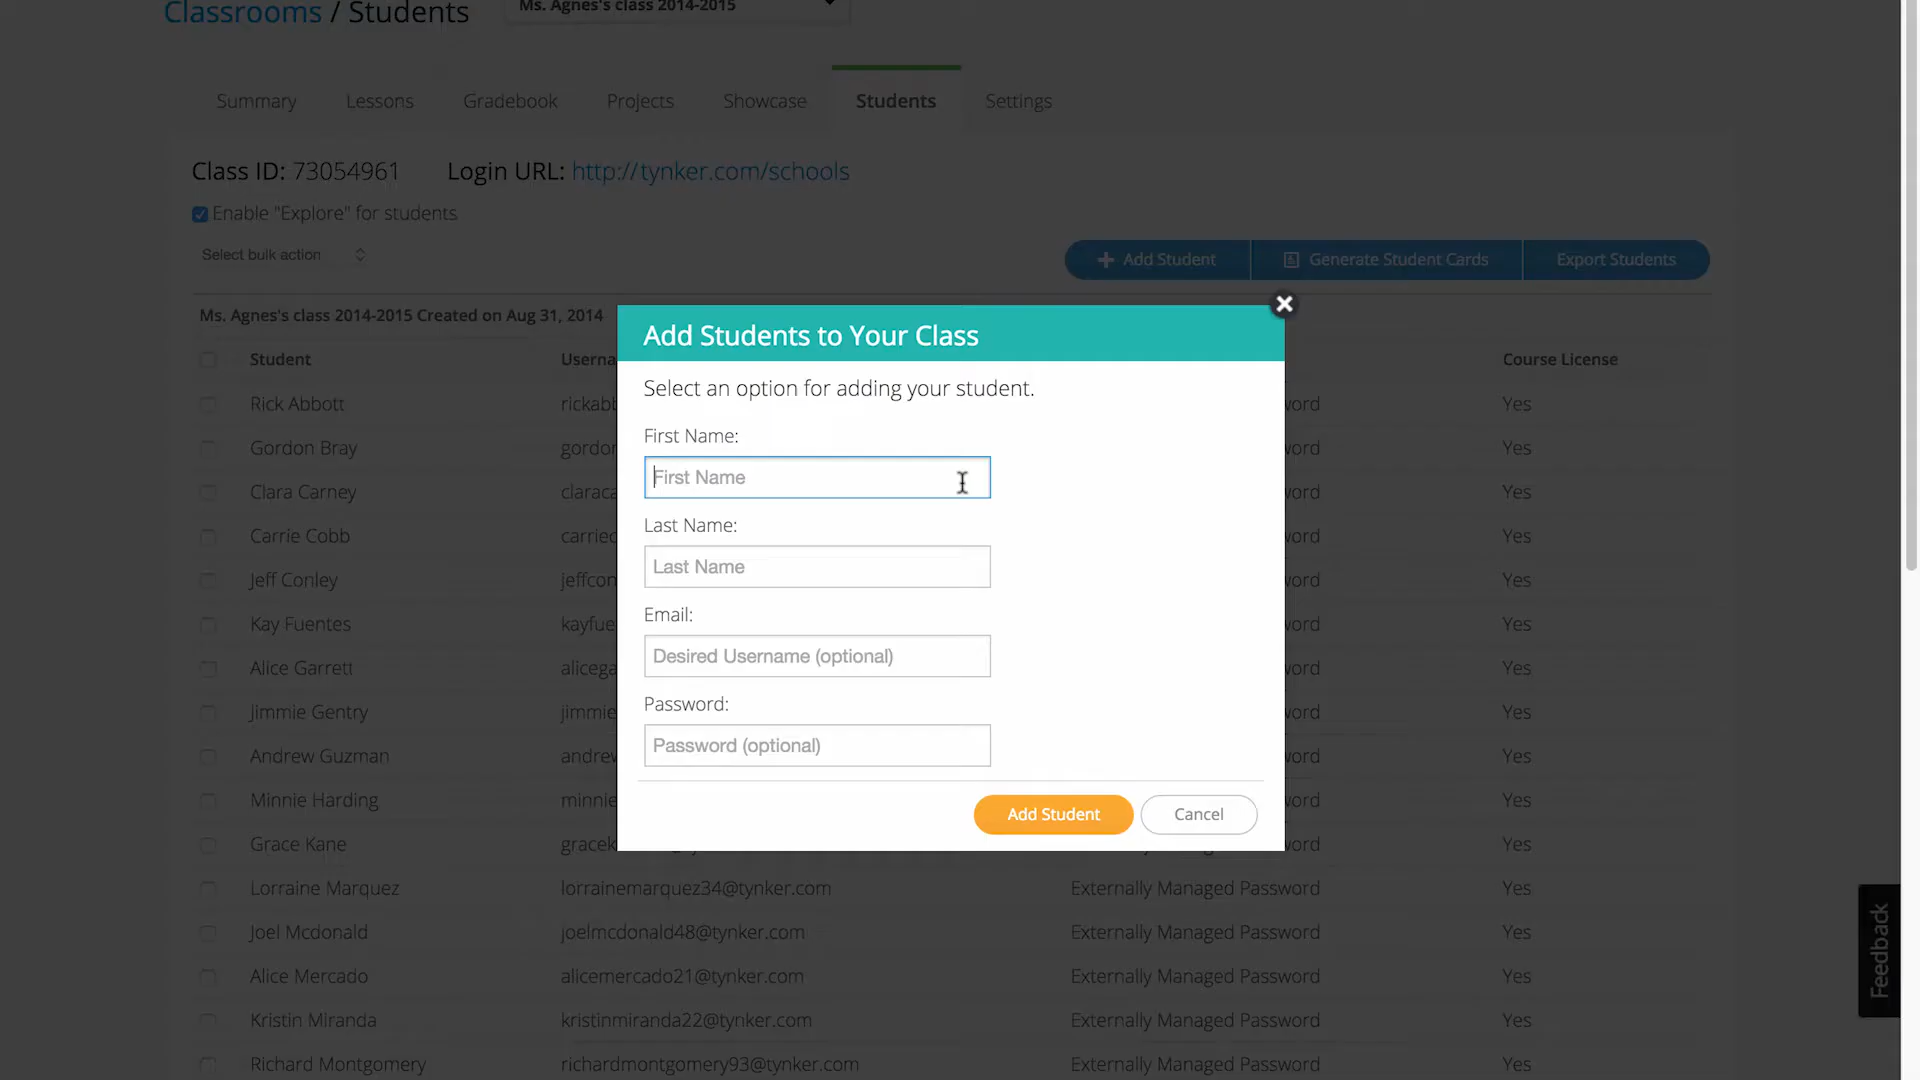 Classrooms / Students
Ms. Agnes's class 2014-2015
Summary Lessons Gradebook Projects Showcase Students Settings
Class ID: 73054961 Login URL: http://tynker.com/schools
Enable "Explore" for students
Select bulk action
Add Student Generate Student Cards Export Students
Ms. Agnes's class 2014-2015 Created on Aug 31, 2014
Add Students to Your Class
Student Course License
Select an option for adding your student.
Rick Abbott Yes
First Name:
Gordon Bray Yes
First Name
Clara Carney Yes
Last Name:
Carrie Cobb Yes
Last Name
Jeff Conley Yes
Email:
Kay Fuentes Yes
Desired Username (optional)
Alice Garrett Yes
Password:
Jimmie Gentry Yes
Password (optional)
Andrew Guzman Yes
Minnie Harding Yes
Add Student Cancel
Grace Kane Yes
Lorraine Marquez lorrainemarquez34@tynker.com Externally Managed Password Yes
Joel Mcdonald joelmcdonald48@tynker.com Externally Managed Password Yes
Alice Mercado alicemercado21@tynker.com Externally Managed Password Yes
Kristin Miranda kristinmiranda22@tynker.com Externally Managed Password Yes
Richard Montgomery richardmontgomery93@tynker.com Externally Managed Password Yes
Feedback